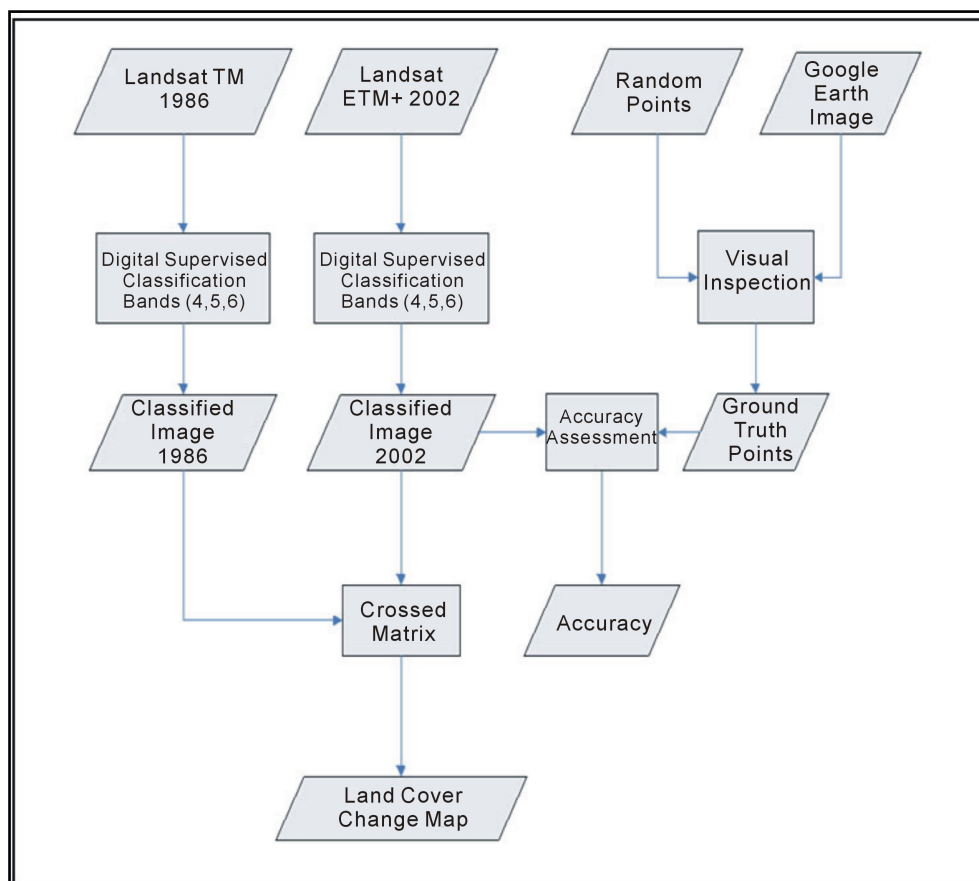 Landsat TM
1986
Landsat
ETM+ 2002
Random
Points
Google
Earth
Image
Digital Supervised
Classification
Bands (4,5,6)
Digital Supervised
Classification
Bands (4,5,6)
Visual
Inspection
Classified
Image
1986
Classified
Image
2002
Accuracy
Assessment
Ground
Truth
Points
Crossed
Matrix
Accuracy
Land Cover
Change Map